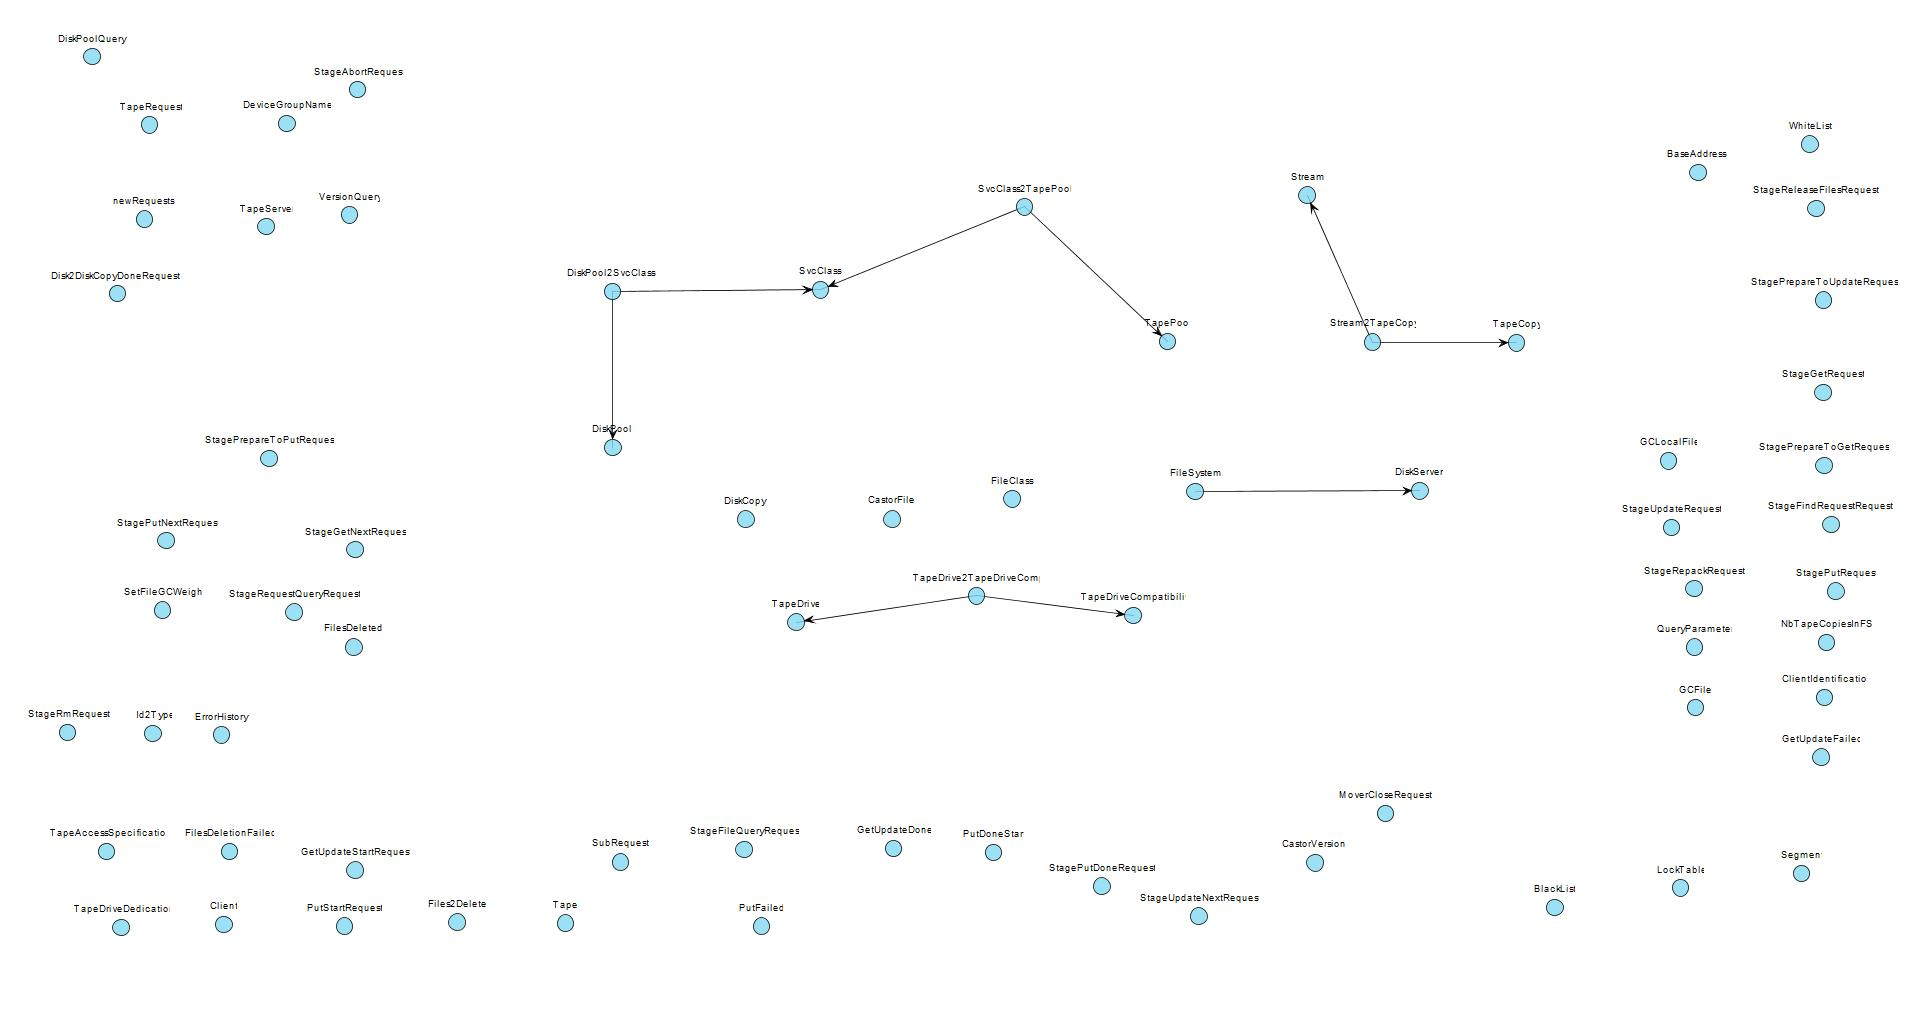 DiskPoolQuery
StageAbortReques
TapeRequest
DeviceGroupName
WhiteList
BaseAddress
Stream
SvcClass2TapePool
StageReleaseFilesRequest
newRequests
TapeServer
VersionQuery
DiskPool2SvcClass
SvcClass
Disk2DiskCopyDoneRequest
StagePrepareToUpdateReques
TapePoo
Stream2TapeCopy
TapeCopy
StageGetRequest
DiskPool
StagePrepareToPutReques
GCLocalFile
StagePrepareToGetReques
FileSystem
DiskServer
FileClass
DiskCopy
CastorFile
StageUpdateRequest
StageFindRequestRequest
StagePutNextReques
StageGetNextReques
StageRepackRequest
StagePutReques
TapeDrive2TapeDriveComp
SetFileGCWeigh
StageRequestQueryRequest
TapeDrive
TapeDriveCompatibili
FilesDeleted
QueryParameter
NbTapeCopiesInFS
ClientIdentificatio
GCFile
StageRmRequest
Id2Type
ErrorHistory
GetUpdateFailed
MoverCloseRequest
TapeAccessSpecificatio
FilesDeletionFailed
GetUpdateStartReques
SubRequest
StageFileQueryReques
GetUpdateDone
PutDoneStar
CastorVersion
StagePutDoneRequest
Segment
LockTable
StageUpdateNextReques
BlackList
TapeDriveDedicatio
Client
PutStartRequest
Files2Delete
Tape
PutFailed